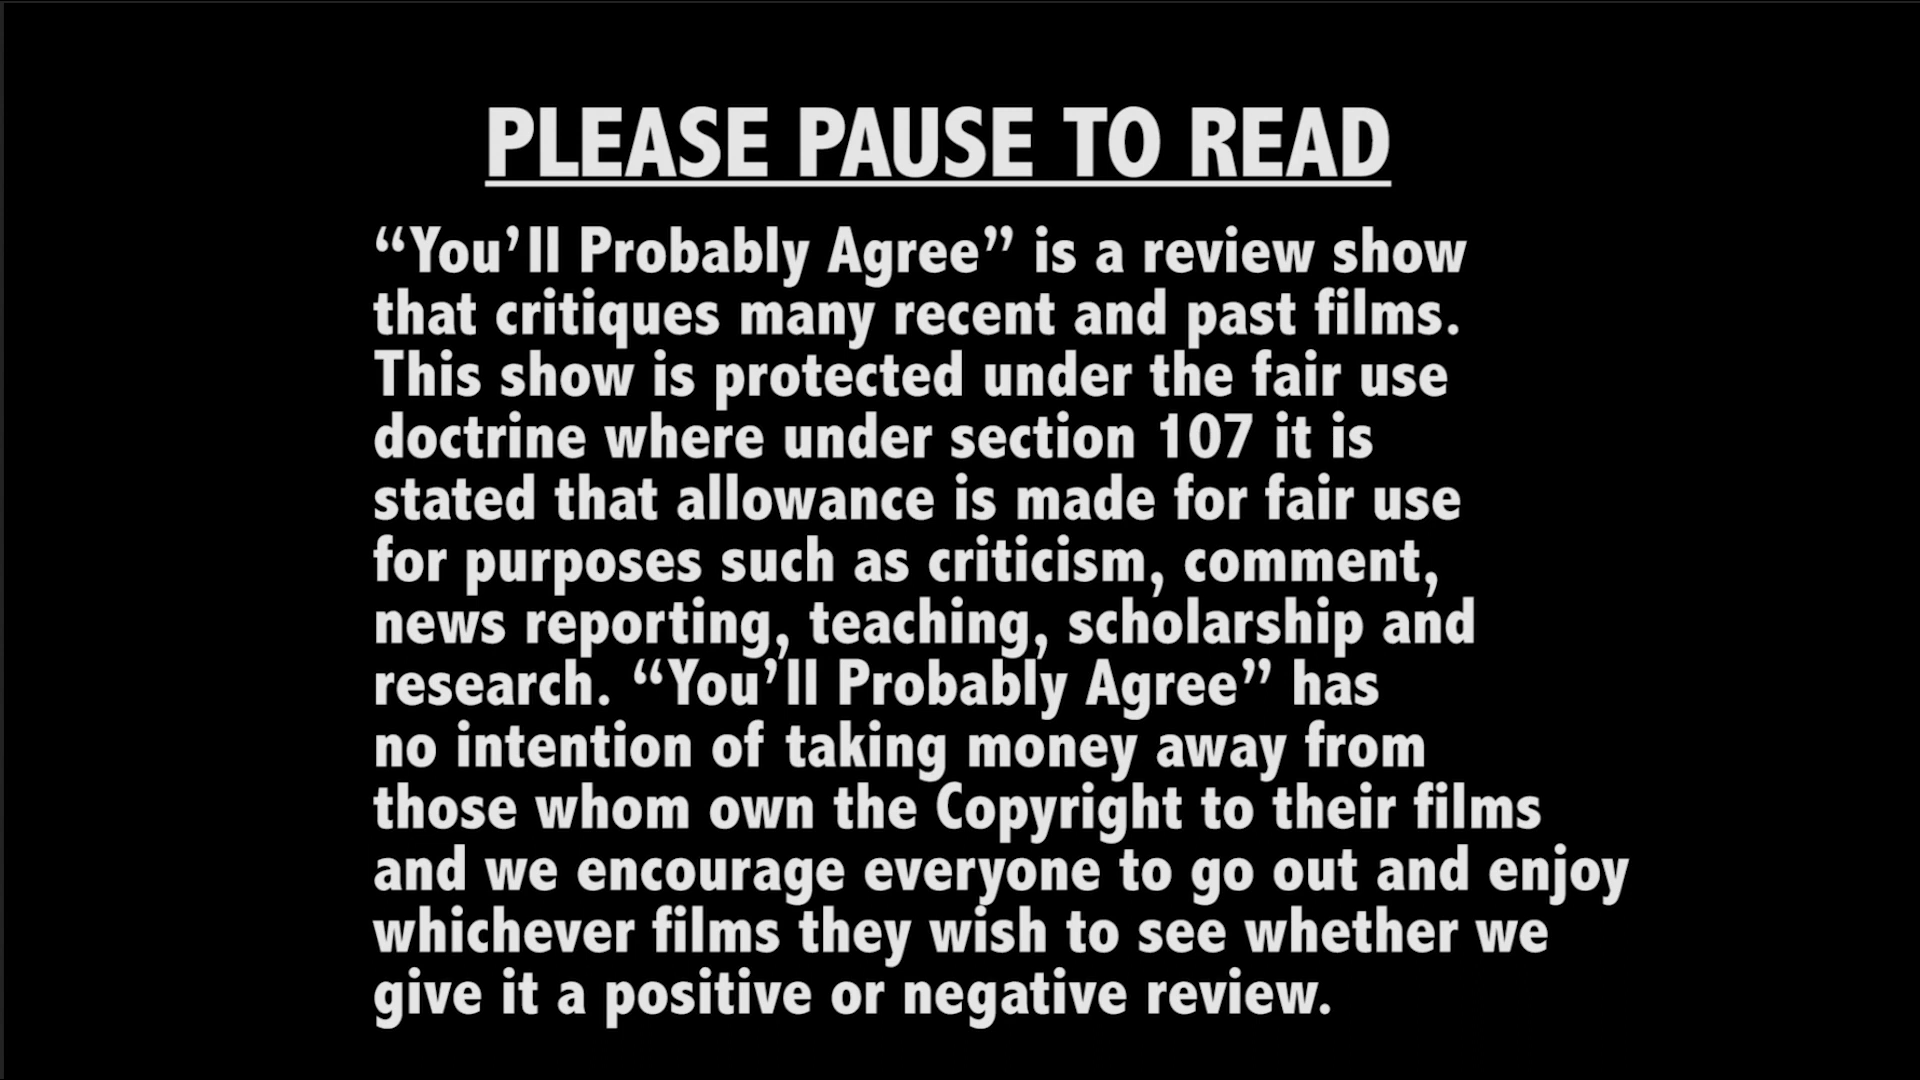 PLEASE PAUSE TO READ
“You’ll Probably Agree” is a review show
that critiques many recent and past films.
This show is protected under the fair use
doctrine where under section 107 it is
stated that allowance is made for fair use
for purposes such as criticism, comment,
news reporting, teaching, scholarship and
research. “You’ll Probably Agree” has
no intention of taking money away from
those whom own the Copyright to their films
and we encourage everyone to go out and enjoy
whichever films they wish to see whether we
give it a positive or negative review.